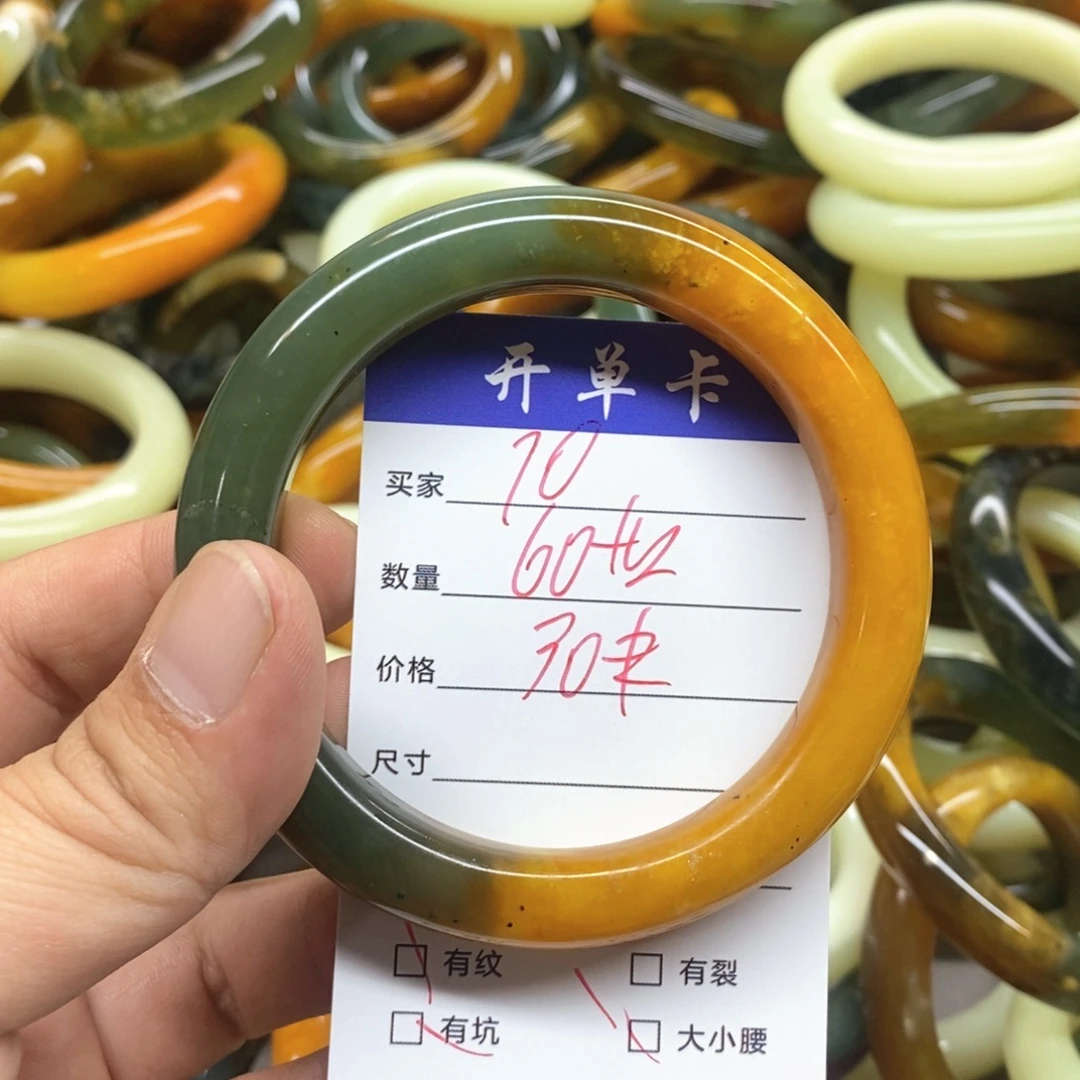 开单卡
买家 10
数量 60Hz
价格 30
尺寸
有纹 有裂
有坑 大小腰